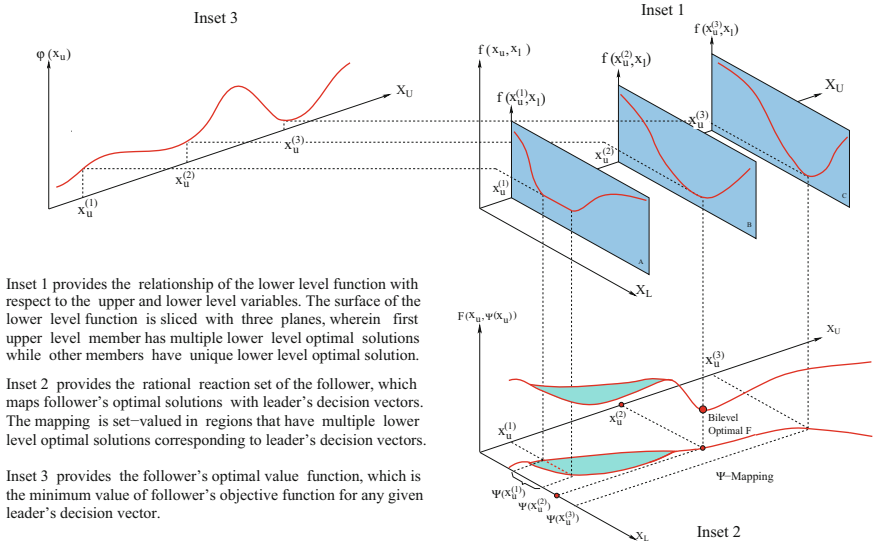 Inset 3
φ (x_u)
X_U
x_u^(1)
x_u^(2)
x_u^(3)
Inset 1
f (x_u, x_l)
f (x_u^(1), x_l)
f (x_u^(2), x_l)
f (x_u^(3), x_l)
X_U
x_u^(1)
x_u^(2)
x_u^(3)
A
B
C
X_L
Inset 1 provides the relationship of the lower level function with
respect to the upper and lower level variables. The surface of the
lower level function is sliced with three planes, wherein first
upper level member has multiple lower level optimal solutions
while other members have unique lower level optimal solution.
Inset 2 provides the rational reaction set of the follower, which
maps follower's optimal solutions with leader's decision vectors.
The mapping is set−valued in regions that have multiple lower
level optimal solutions corresponding to leader's decision vectors.
Inset 3 provides the follower's optimal value function, which is
the minimum value of follower's objective function for any given
leader's decision vector.
F(x_u, Ψ(x_u))
X_U
x_u^(3)
x_u^(2)
x_u^(1)
Bilevel
Optimal F
Ψ−Mapping
Ψ(x_u^(1))
Ψ(x_u^(2))
Ψ(x_u^(3))
X_L
Inset 2